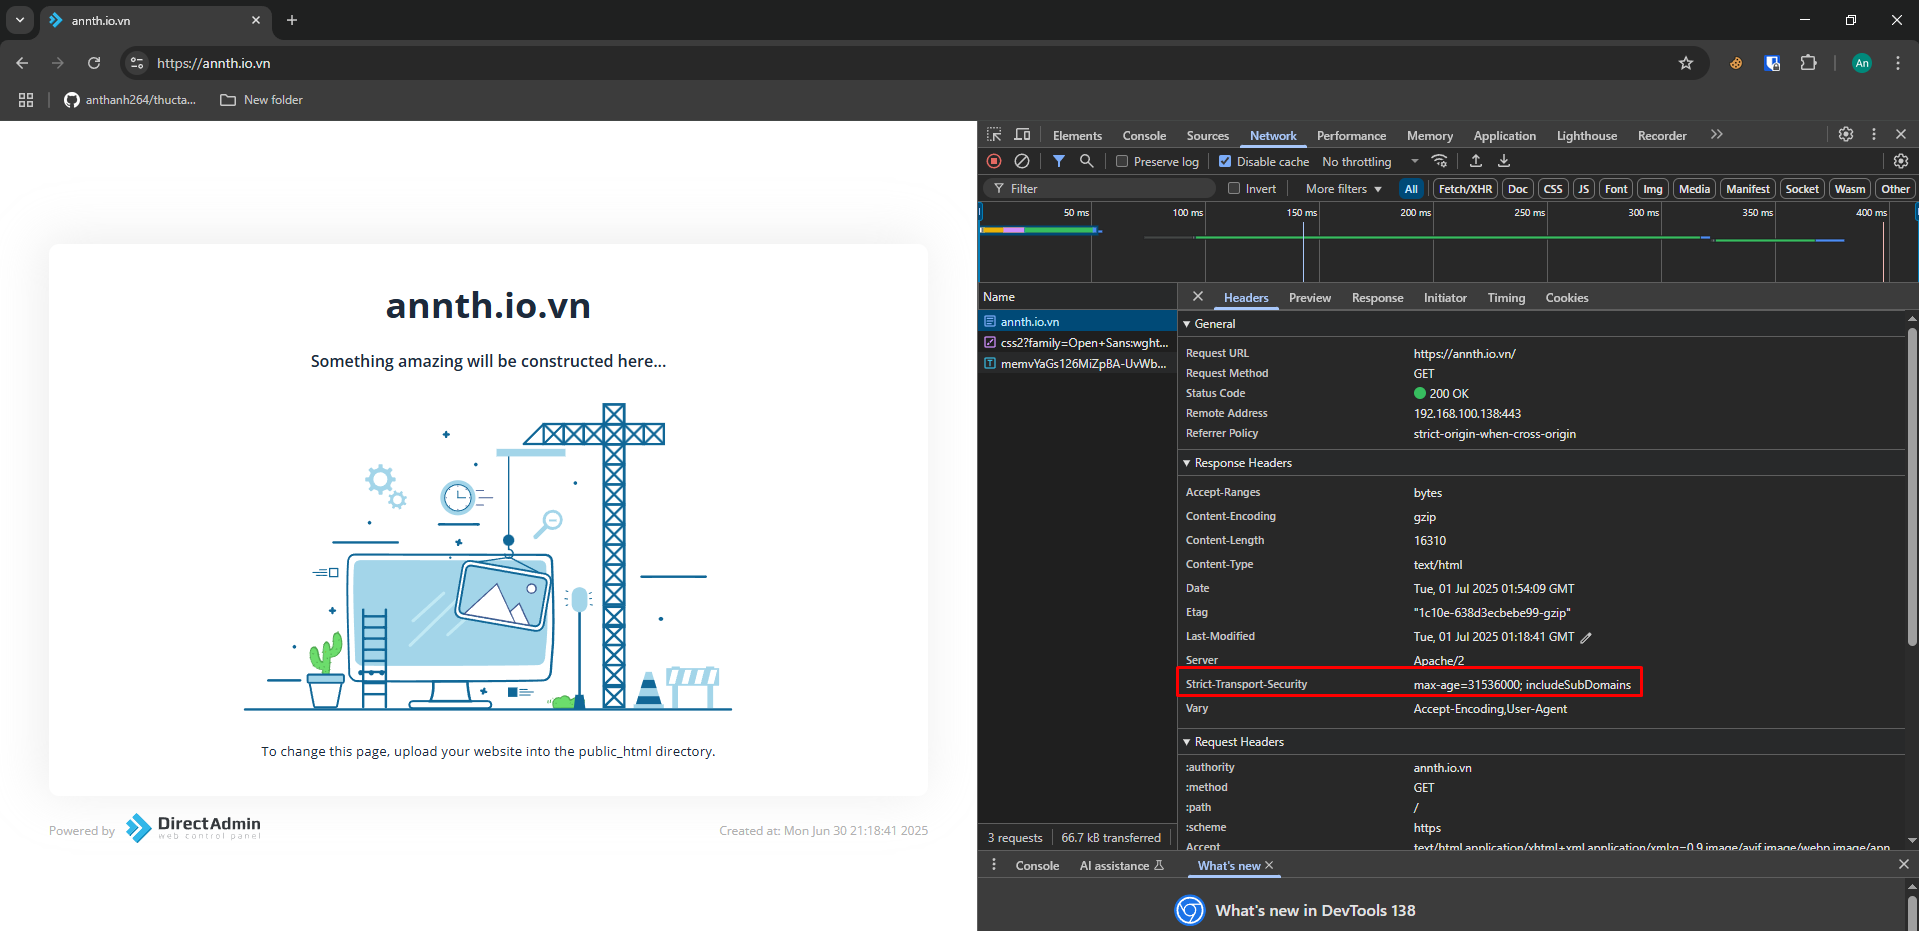 annth.io.vn
https://annth.io.vn
An
anthanh264/thucta...
New folder
annth.io.vn
Something amazing will be constructed here...
To change this page, upload your website into the public_html directory.
Powered by
DirectAdmin
web control panel
Created at: Mon Jun 30 21:18:41 2025
Elements Console Sources Network Performance Memory Application Lighthouse Recorder
Preserve log Disable cache No throttling
Filter Invert More filters All Fetch/XHR Doc CSS JS Font Img Media Manifest Socket Wasm Other
50 ms 100 ms 150 ms 200 ms 250 ms 300 ms 350 ms 400 ms
Name
annth.io.vn
css2?family=Open+Sans:wght...
memvYaGs126MiZpBA-UvWb...
3 requests 66.7 kB transferred
Headers Preview Response Initiator Timing Cookies
General
Request URL https://annth.io.vn/
Request Method GET
Status Code 200 OK
Remote Address 192.168.100.138:443
Referrer Policy strict-origin-when-cross-origin
Response Headers
Accept-Ranges bytes
Content-Encoding gzip
Content-Length 16310
Content-Type text/html
Date Tue, 01 Jul 2025 01:54:09 GMT
Etag "1c10e-638d3ecbebe99-gzip"
Last-Modified Tue, 01 Jul 2025 01:18:41 GMT
Server Apache/2
Strict-Transport-Security max-age=31536000; includeSubDomains
Vary Accept-Encoding,User-Agent
Request Headers
:authority annth.io.vn
:method GET
:path /
:scheme https
Accept text/html,application/xhtml+xml,application/xml;q=0.9,image/avif,image/webp,image/apn
Console AI assistance What's new
What's new in DevTools 138